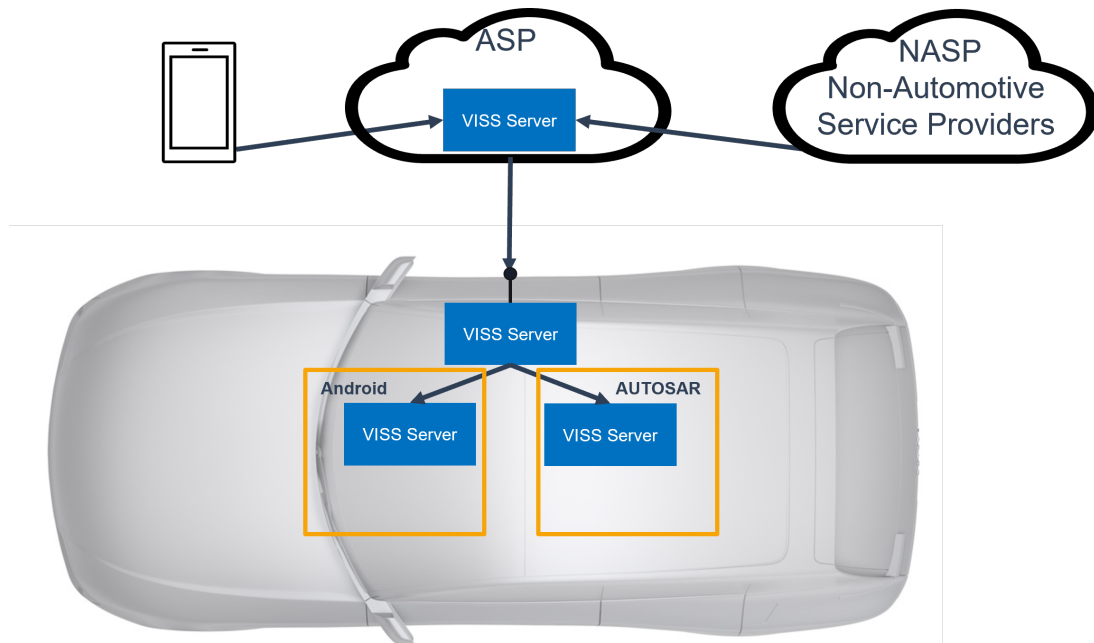 ASP
VISS Server
NASP
Non-Automotive
Service Providers
VISS Server
Android
VISS Server
AUTOSAR
VISS Server